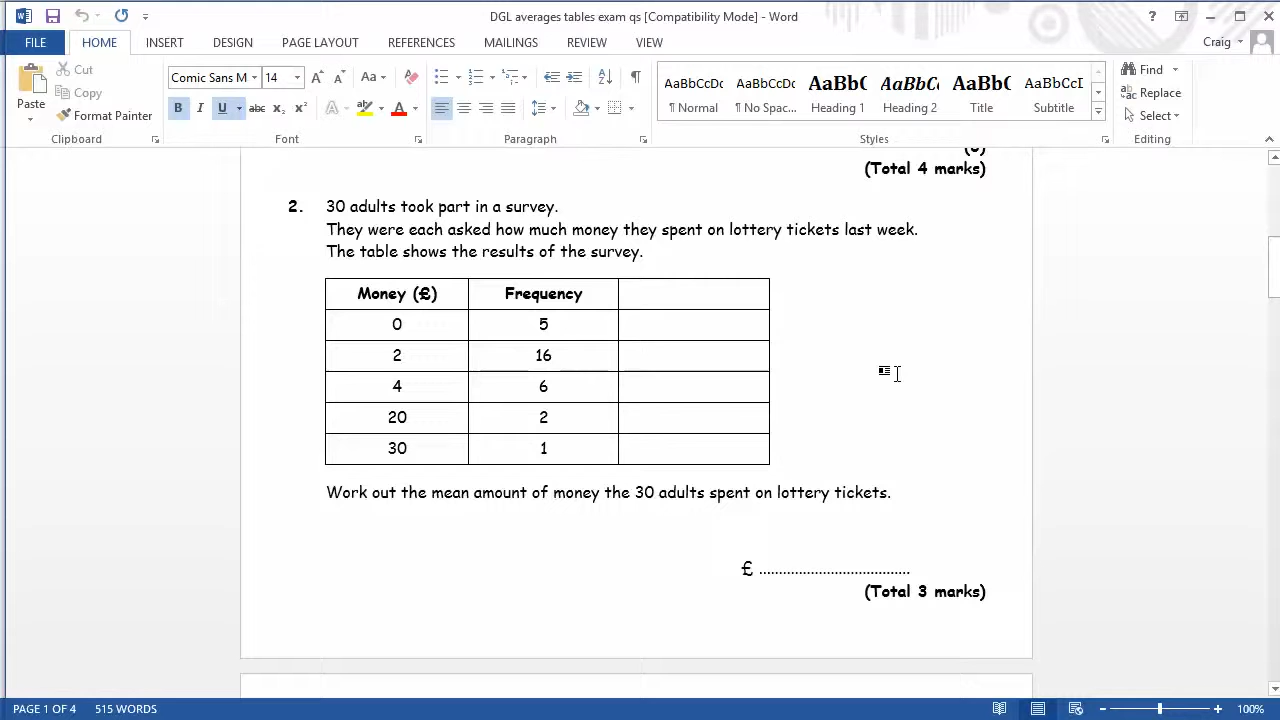 DGL averages tables exam qs [Compatibility Mode] - Word
FILE HOME INSERT DESIGN PAGE LAYOUT REFERENCES MAILINGS REVIEW VIEW Craig
Paste Cut Copy Format Painter
Clipboard
Comic Sans M 14
Font
Paragraph
AaBbCcDc AaBbCcDc AaBbC AaBbC AaBbC AaBbCcI
¶ Normal ¶ No Spac... Heading 1 Heading 2 Title Subtitle
Styles
Find Replace Select
Editing
(Total 4 marks)
2. 30 adults took part in a survey.
They were each asked how much money they spent on lottery tickets last week.
The table shows the results of the survey.
Money (£) Frequency
0 5
2 16
4 6
20 2
30 1
Work out the mean amount of money the 30 adults spent on lottery tickets.
£ ......................................
(Total 3 marks)
PAGE 1 OF 4 515 WORDS 100%